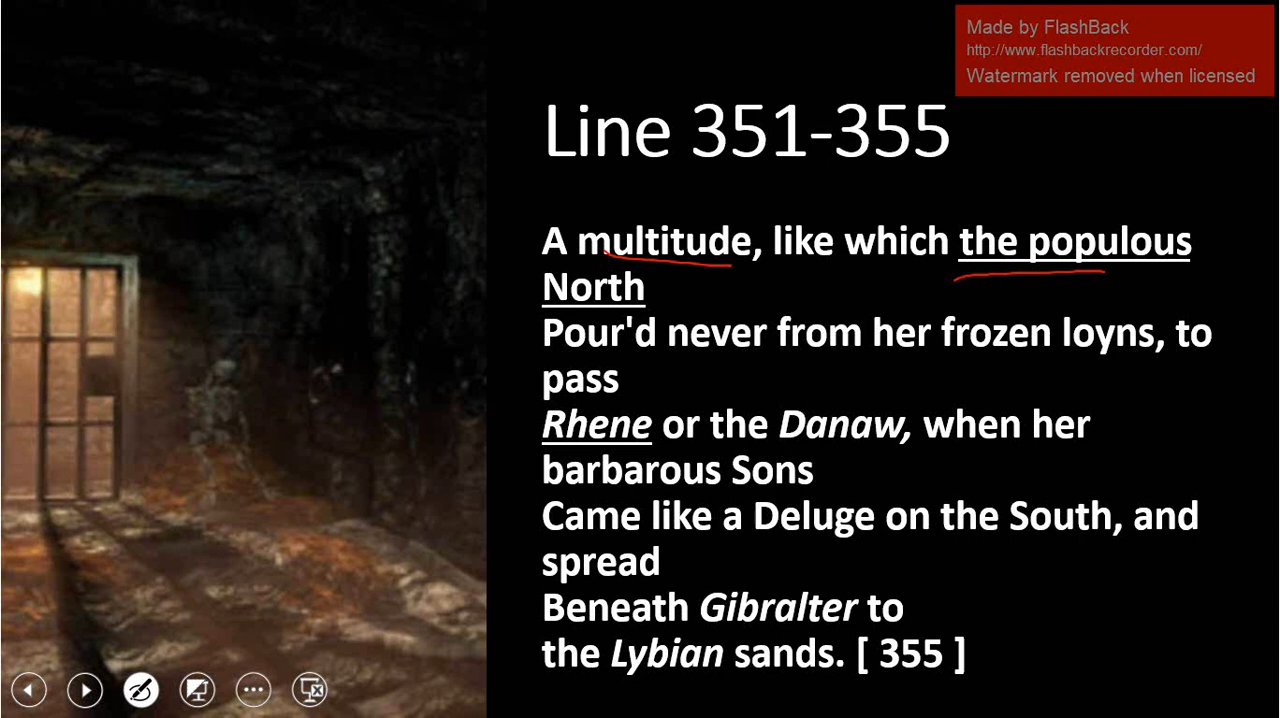 Made by FlashBack
http://www.flashbackrecorder.com/
Watermark removed when licensed
Line 351-355
A multitude, like which the populous
North
Pour'd never from her frozen loyns, to
pass
Rhene or the Danaw, when her
barbarous Sons
Came like a Deluge on the South, and
spread
Beneath Gibralter to
the Lybian sands. [ 355 ]